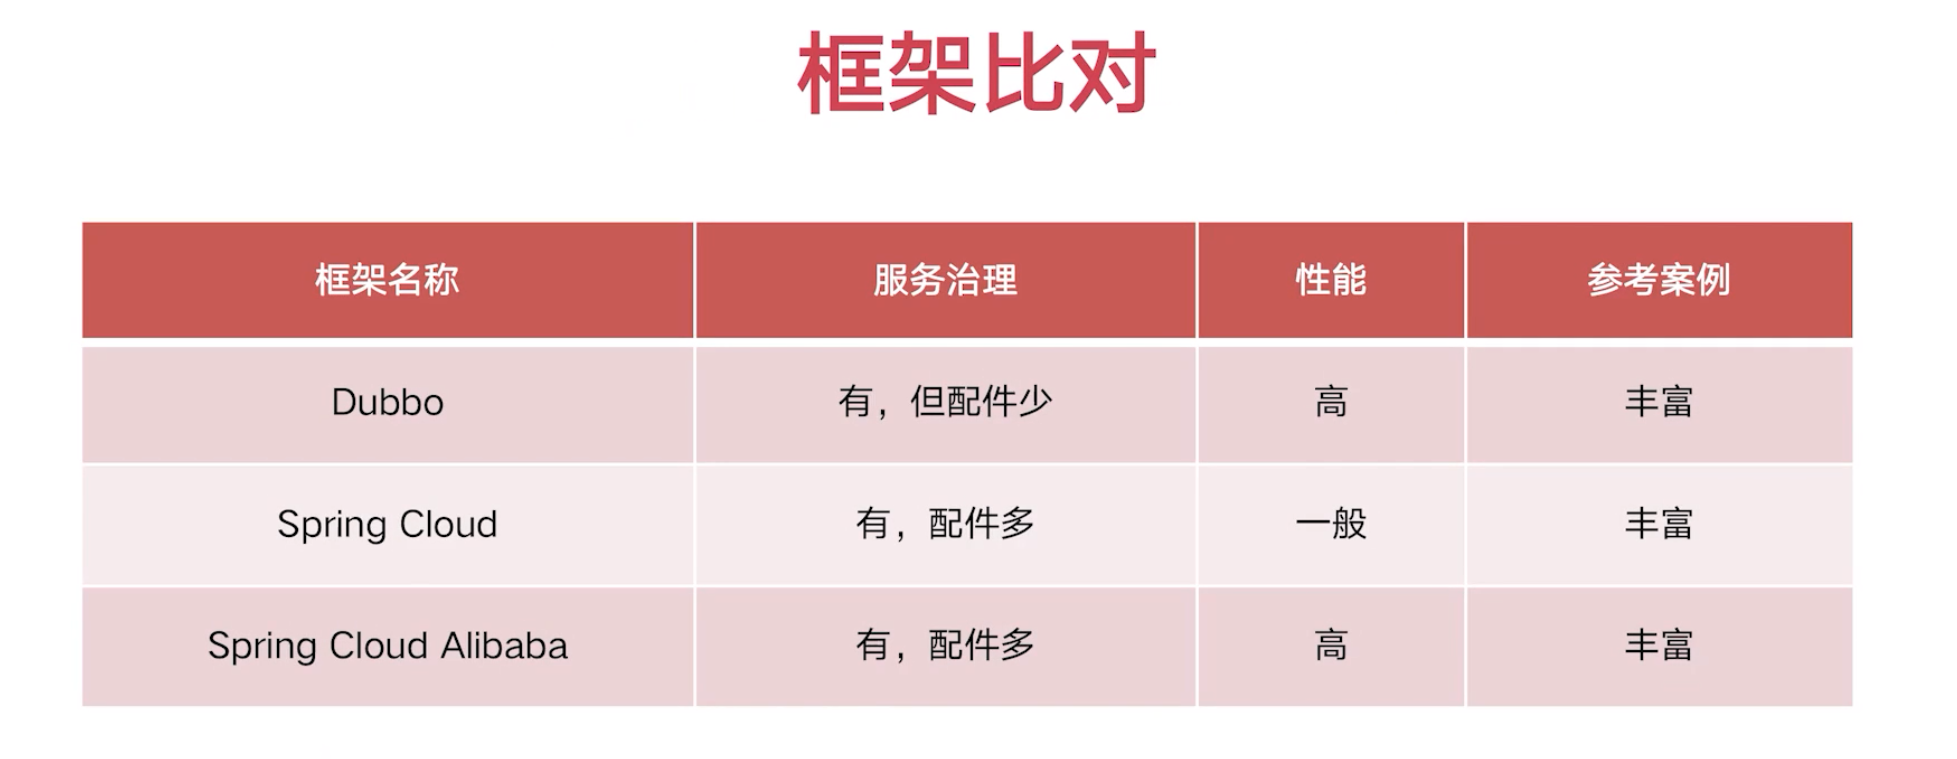 框架比对
框架名称 服务治理 性能 参考案例
Dubbo 有，但配件少 高 丰富
Spring Cloud 有，配件多 一般 丰富
Spring Cloud Alibaba 有，配件多 高 丰富